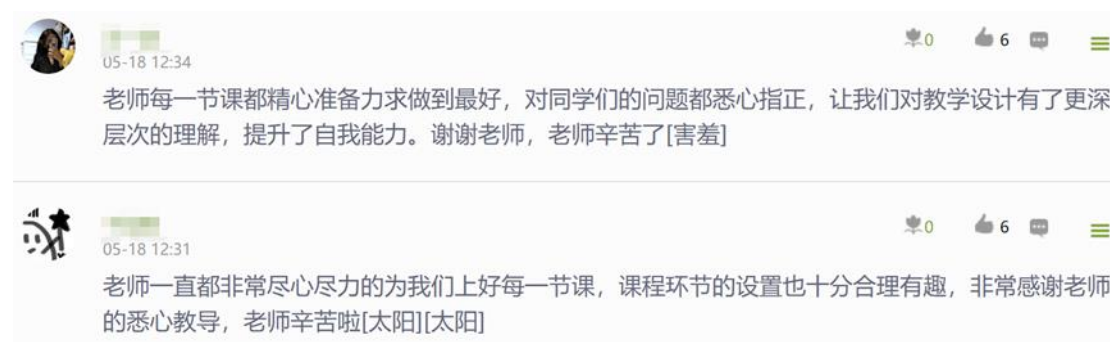 0 6
05-18 12:34
老师每一节课都精心准备力求做到最好，对同学们的问题都悉心指正，让我们对教学设计有了更深
层次的理解，提升了自我能力。谢谢老师，老师辛苦了[害羞]
0 6
05-18 12:31
老师一直都非常尽心尽力的为我们上好每一节课，课程环节的设置也十分合理有趣，非常感谢老师
的悉心教导，老师辛苦啦[太阳][太阳]